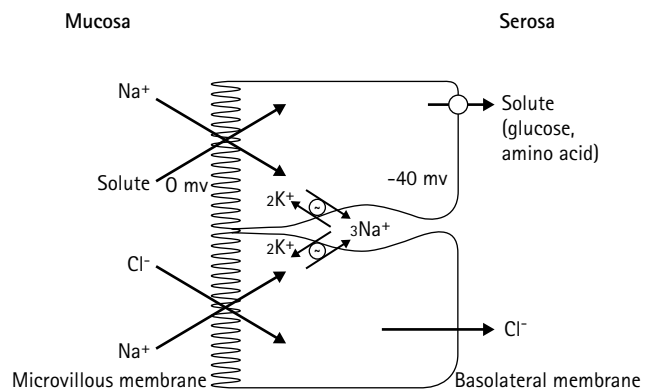 Mucosa
Serosa
Na⁺
Solute
(glucose,
amino acid)
Solute
0 mv
-40 mv
2K⁺
~
3Na⁺
2K⁺
~
Cl⁻
Na⁺
Cl⁻
Microvillous membrane
Basolateral membrane